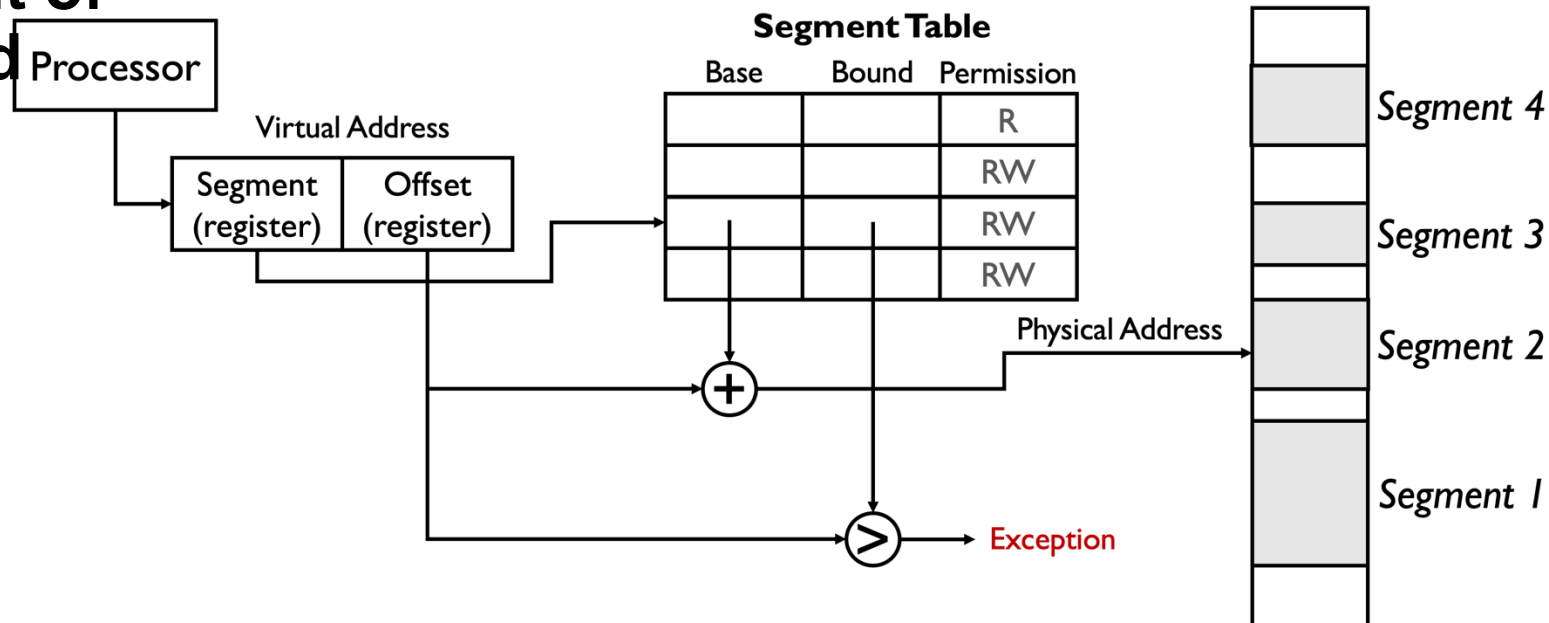 Processor
Virtual Address
Segment
(register)
Offset
(register)
Segment Table
Base Bound Permission
R
RW
RW
RW
+
>
Exception
Physical Address
Segment 4
Segment 3
Segment 2
Segment 1